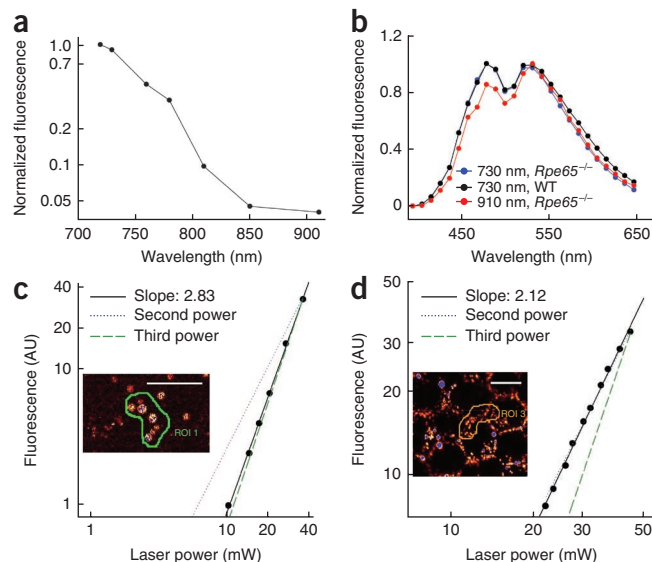 a
Normalized fluorescence
1.0
0.7
0.2
0.1
0.05
700
750
800
850
900
Wavelength (nm)
b
Normalized fluorescence
1.2
0.8
0.4
0
730 nm, Rpe65−/−
730 nm, WT
910 nm, Rpe65−/−
450
550
650
Wavelength (nm)
c
Fluorescence (AU)
40
10
1
Slope: 2.83
Second power
Third power
ROI 1
1
10
20
40
Laser power (mW)
d
Fluorescence (AU)
50
30
20
10
Slope: 2.12
Second power
Third power
ROI 3
10
20
30
50
Laser power (mW)